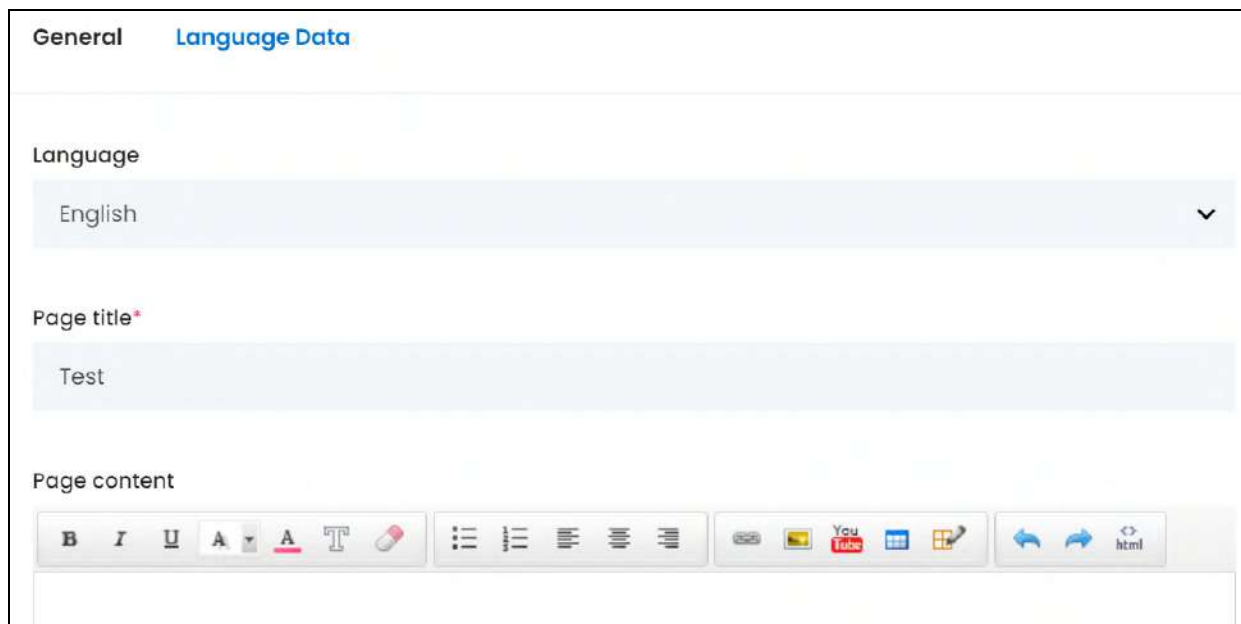 General Language Data
Language
English
Page title*
Test
Page content
B I U A A T You Tube <> html